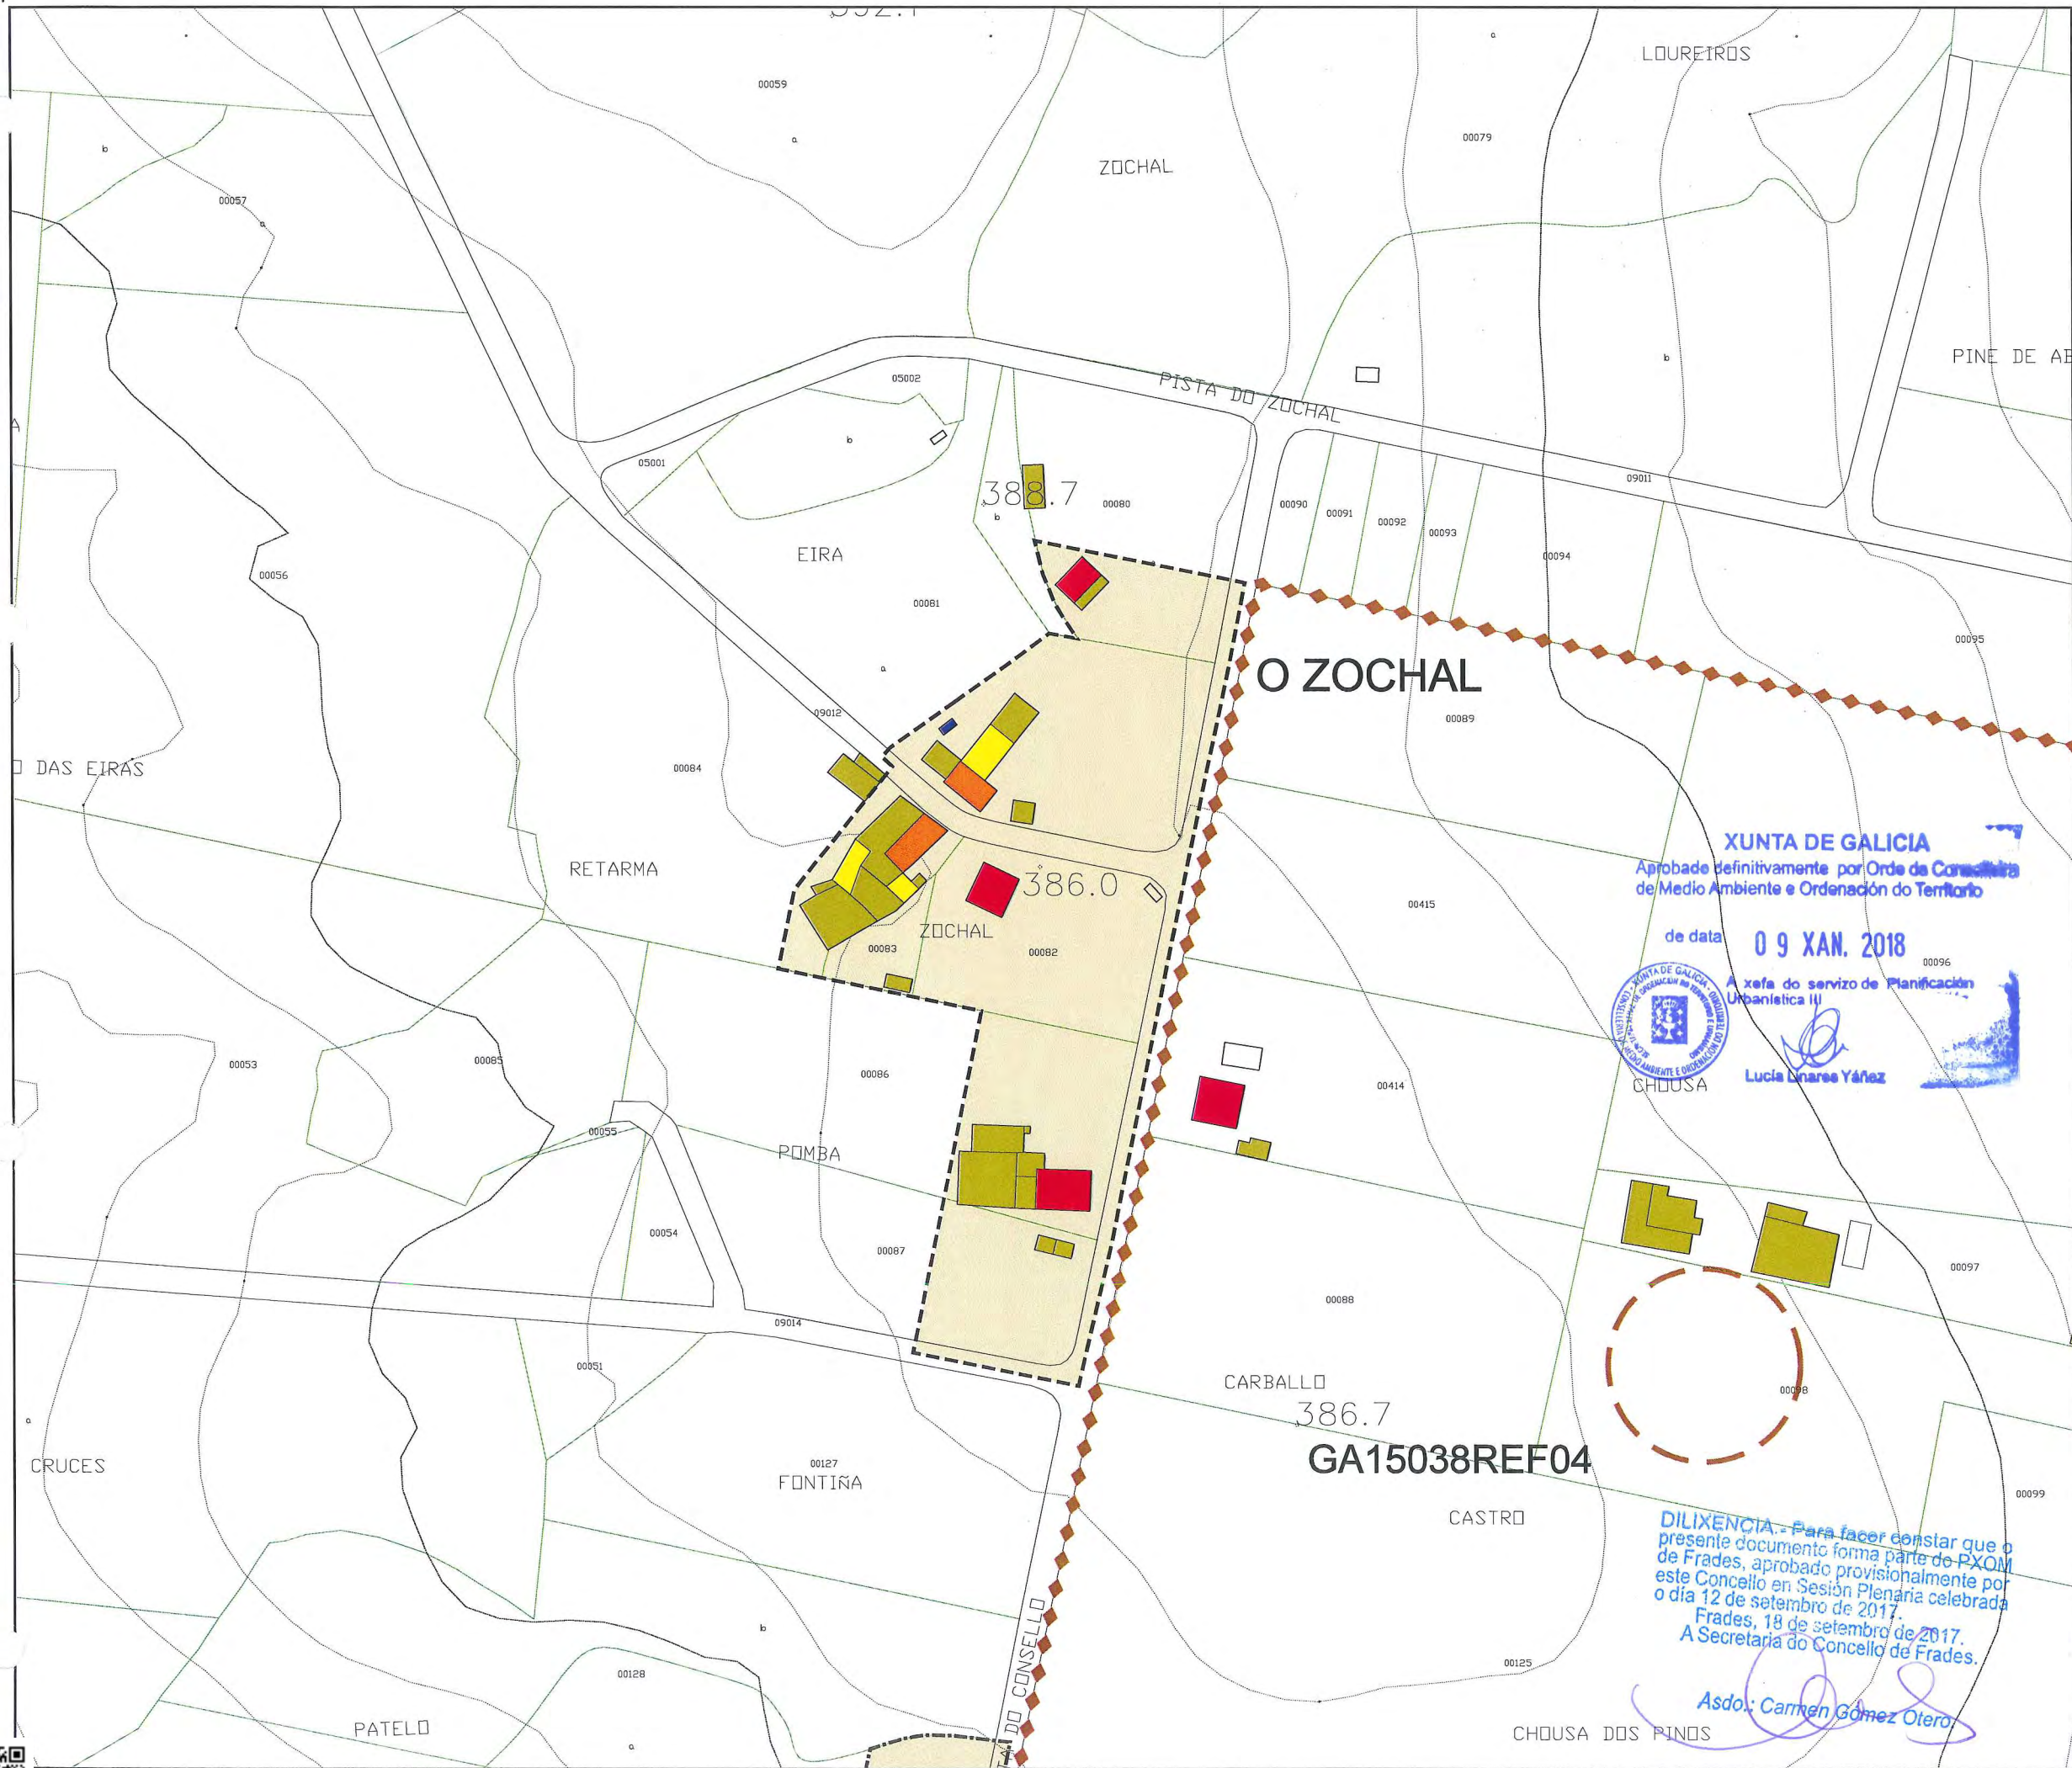 LOUREIROS
00059
00079
ZOCHAL
00057
PINE DE AB
05002
PISTA DO ZOCHAL
05001
09011
388.7
00080
00090
00091
00092
00093
00094
EIRA
00056
00081
00095
O ZOCHAL
09012
00089
DAS EIRAS
00084
XUNTA DE GALICIA
Aprobado definitivamente por Orde da Conselleira
de Medio Ambiente e Ordenación do Territorio
RETARMA
386.0
00415
ZOCHAL
de data
09 XAN. 2018
00083
00082
00096
A xefa do servizo de Planificación
Urbanística III
00053
00085
00086
00414
CHOUSA
Lucía Linares Yáñez
00055
POMBA
00054
00087
00097
00088
09014
00051
CARBALLO
00098
386.7
CRUCES
GA15038REF04
00127
FONTIÑA
00099
CASTRO
DILIXENCIA.- Para facer constar que o
presente documento forma parte do PXOM
de Frades, aprobado provisionalmente por
este Concello en Sesión Plenaria celebrada
o día 12 de setembro de 2017.
Frades, 18 de setembro de 2017.
A Secretaria do Concello de Frades.
DO CONSELLO
00128
00125
Asdo.: Carmen Gómez Otero.
PATELO
CHOUSA DOS PINOS